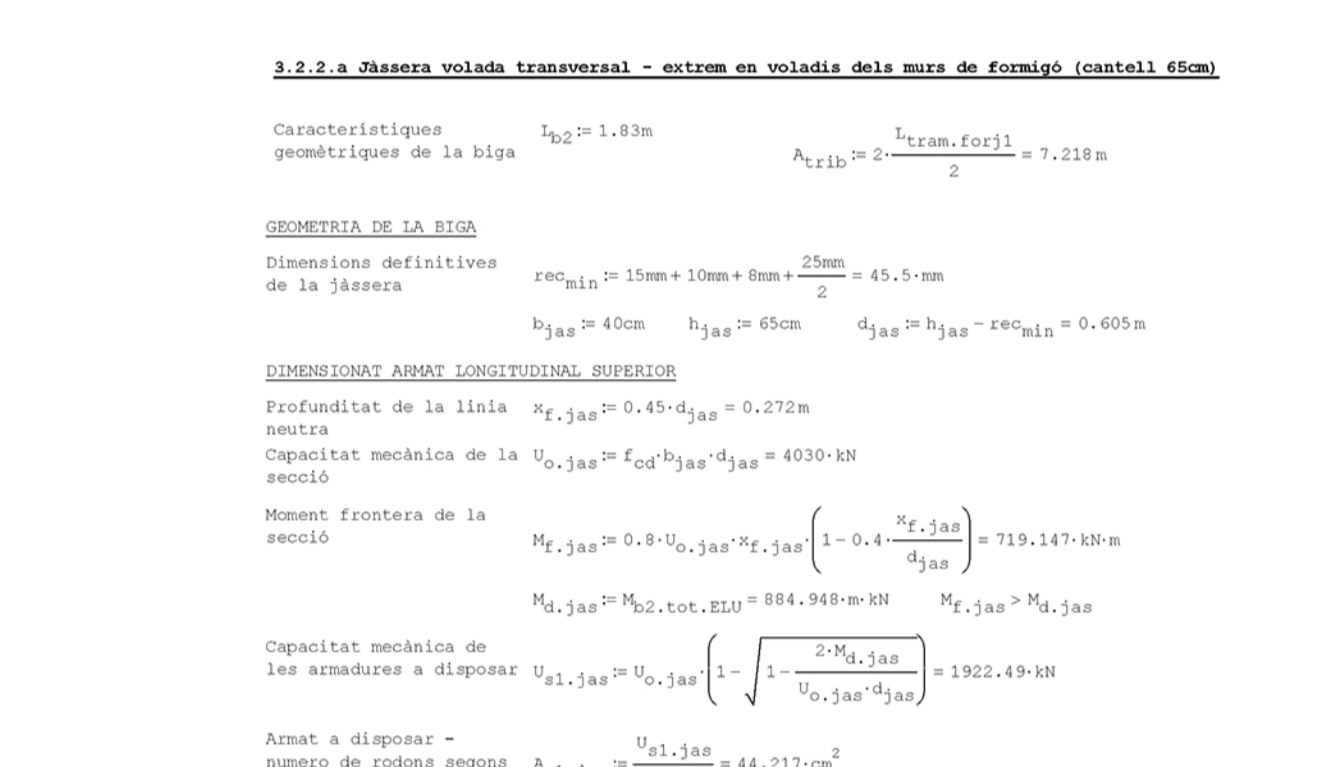 3.2.2.a Jàssera volada transversal - extrem en voladis dels murs de formigó (cantell 65cm)
Característiques geomètriques de la biga
L_b2 := 1.83m
A_trib := 2·L_tram.forj1/2 = 7.218 m
GEOMETRIA DE LA BIGA
Dimensions definitives
de la jàssera
rec_min := 15mm + 10mm + 8mm + 25mm/2 = 45.5·mm
b_jas := 40cm h_jas := 65cm d_jas := h_jas - rec_min = 0.605 m
DIMENSIONAT ARMAT LONGITUDINAL SUPERIOR
Profunditat de la linia
neutra
x_f.jas := 0.45·d_jas = 0.272 m
Capacitat mecànica de la
secció
U_o.jas := f_cd·b_jas·d_jas = 4030·kN
Moment frontera de la
secció
M_f.jas := 0.8·U_o.jas·x_f.jas·(1 - 0.4·x_f.jas/d_jas) = 719.147·kN·m
M_d.jas := M_b2.tot.ELU = 884.948·m·kN M_f.jas > M_d.jas
Capacitat mecànica de
les armadures a disposar
U_s1.jas := U_o.jas·(1 - √(1 - 2·M_d.jas/(U_o.jas·d_jas))) = 1922.49·kN
Armat a disposar -
numero de rodons segons
A := U_s1.jas = 44.217·cm²